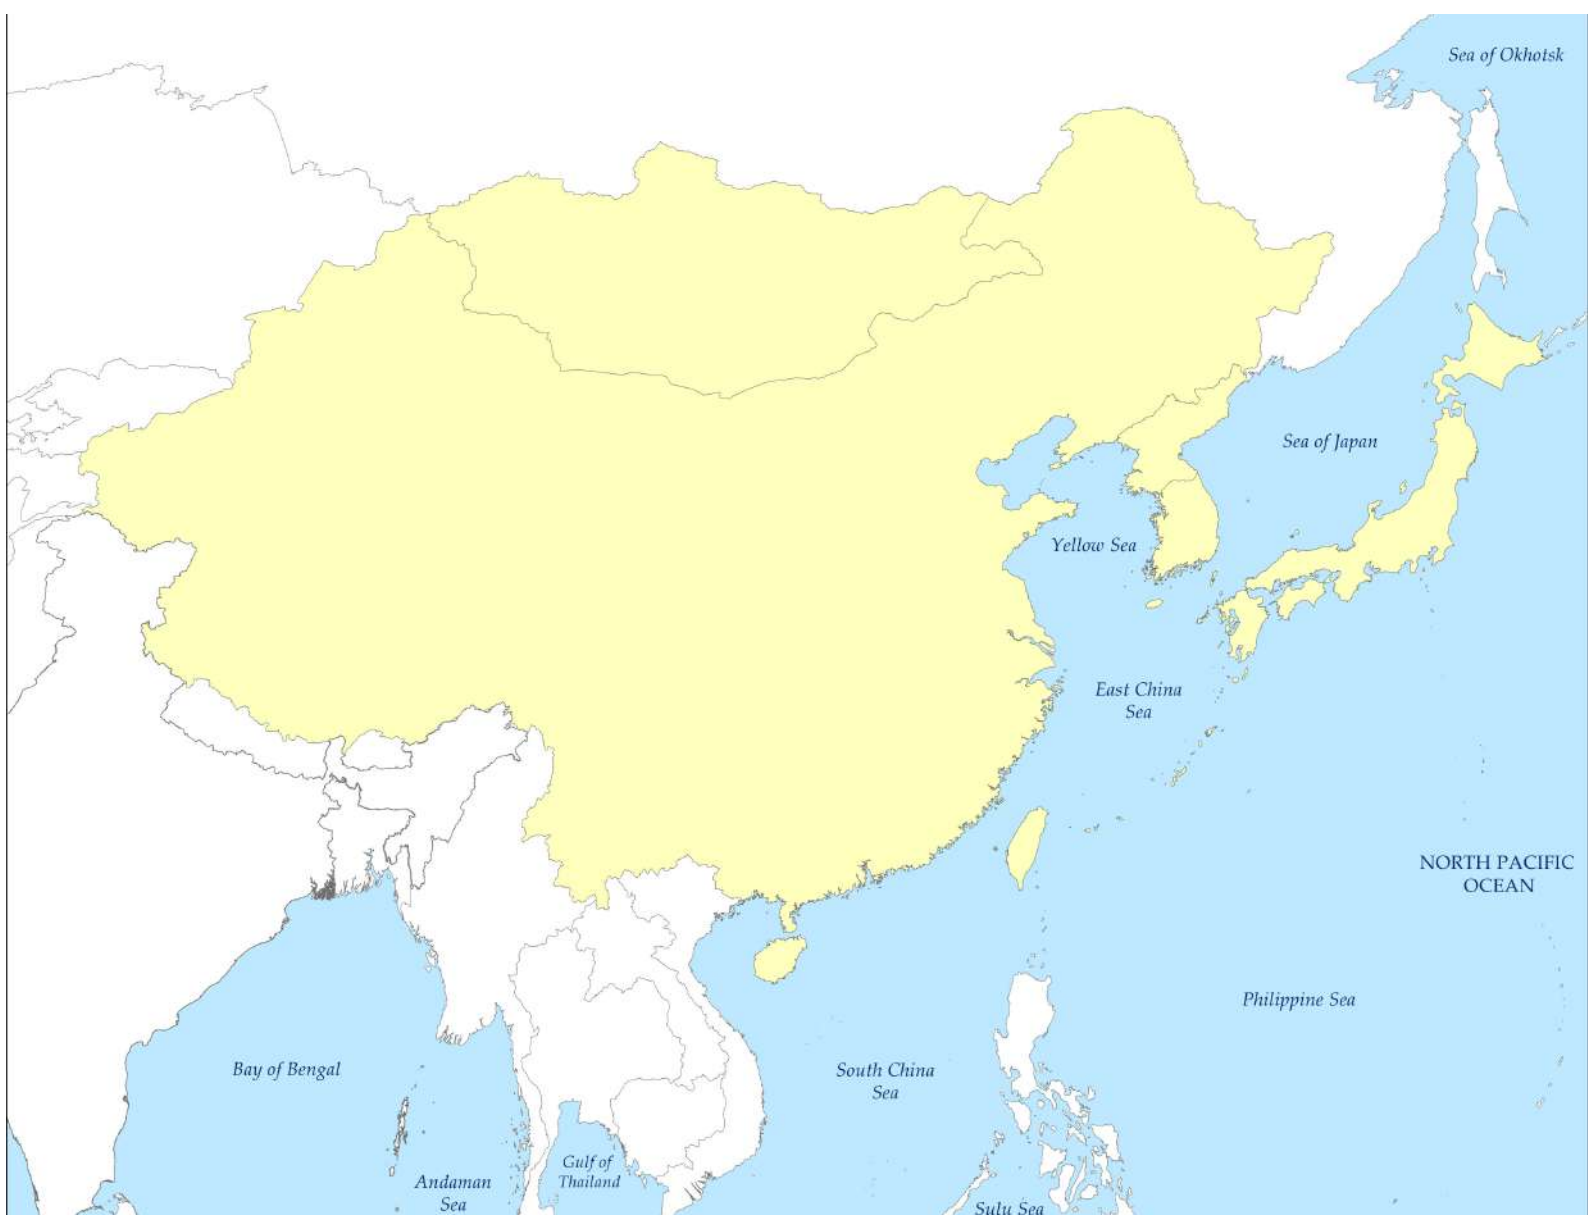 Sea of Okhotsk
Sea of Japan
Yellow Sea
East China
Sea
NORTH PACIFIC
OCEAN
Philippine Sea
South China
Sea
Bay of Bengal
Gulf of
Thailand
Andaman
Sea
Sulu Sea